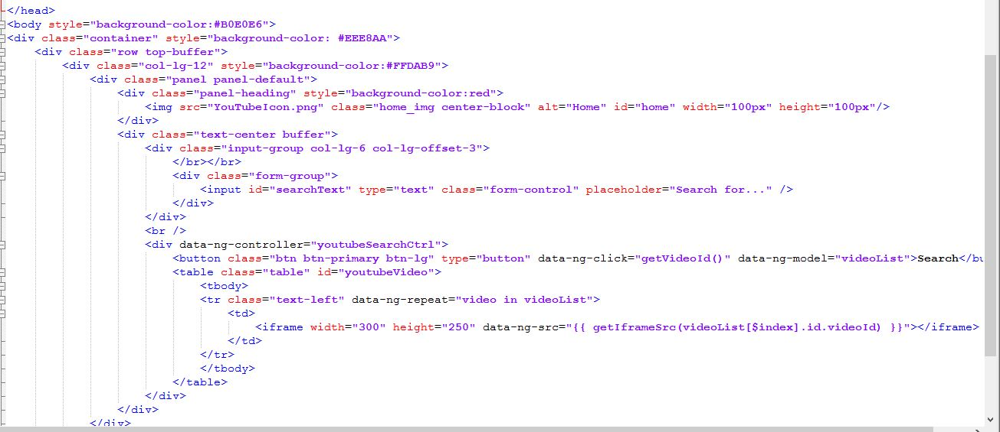 </head>
<body style="background-color:#B0E0E6">
<div class="container" style="background-color: #EEE8AA">
<div class="row top-buffer">
<div class="col-lg-12" style="background-color:#FFDAB9">
<div class="panel panel-default">
<div class="panel-heading" style="background-color:red">
<img src="YouTubeIcon.png" class="home_img center-block" alt="Home" id="home" width="100px" height="100px"/>
</div>
<div class="text-center buffer">
<div class="input-group col-lg-6 col-lg-offset-3">
</br></br>
<div class="form-group">
<input id="searchText" type="text" class="form-control" placeholder="Search for..." />
</div>
</div>
<br />
<div data-ng-controller="youtubeSearchCtrl">
<button class="btn btn-primary btn-lg" type="button" data-ng-click="getVideoId()" data-ng-model="videoList">Search</bu
<table class="table" id="youtubeVideo">
<tbody>
<tr class="text-left" data-ng-repeat="video in videoList">
<td>
<iframe width="300" height="250" data-ng-src="{{ getIframeSrc(videoList[$index].id.videoId) }}"></iframe>
</td>
</tr>
</tbody>
</table>
</div>
</div>
</div>